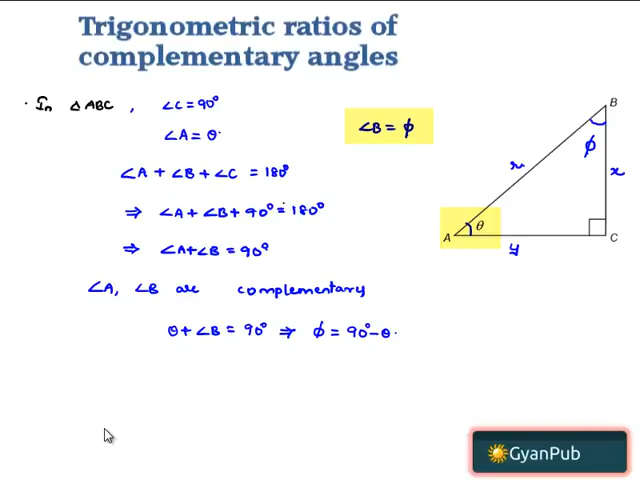 Trigonometric ratios of
complementary angles
· In △ABC, ∠C = 90°
∠A = θ.
∠B = ϕ
∠A + ∠B + ∠C = 180°
⇒ ∠A + ∠B + 90° = 180°
⇒ ∠A + ∠B = 90°
∠A, ∠B are complementary
θ + ∠B = 90° ⇒ ϕ = 90° - θ.
B
ϕ
r
x
θ
A
C
y
GyanPub